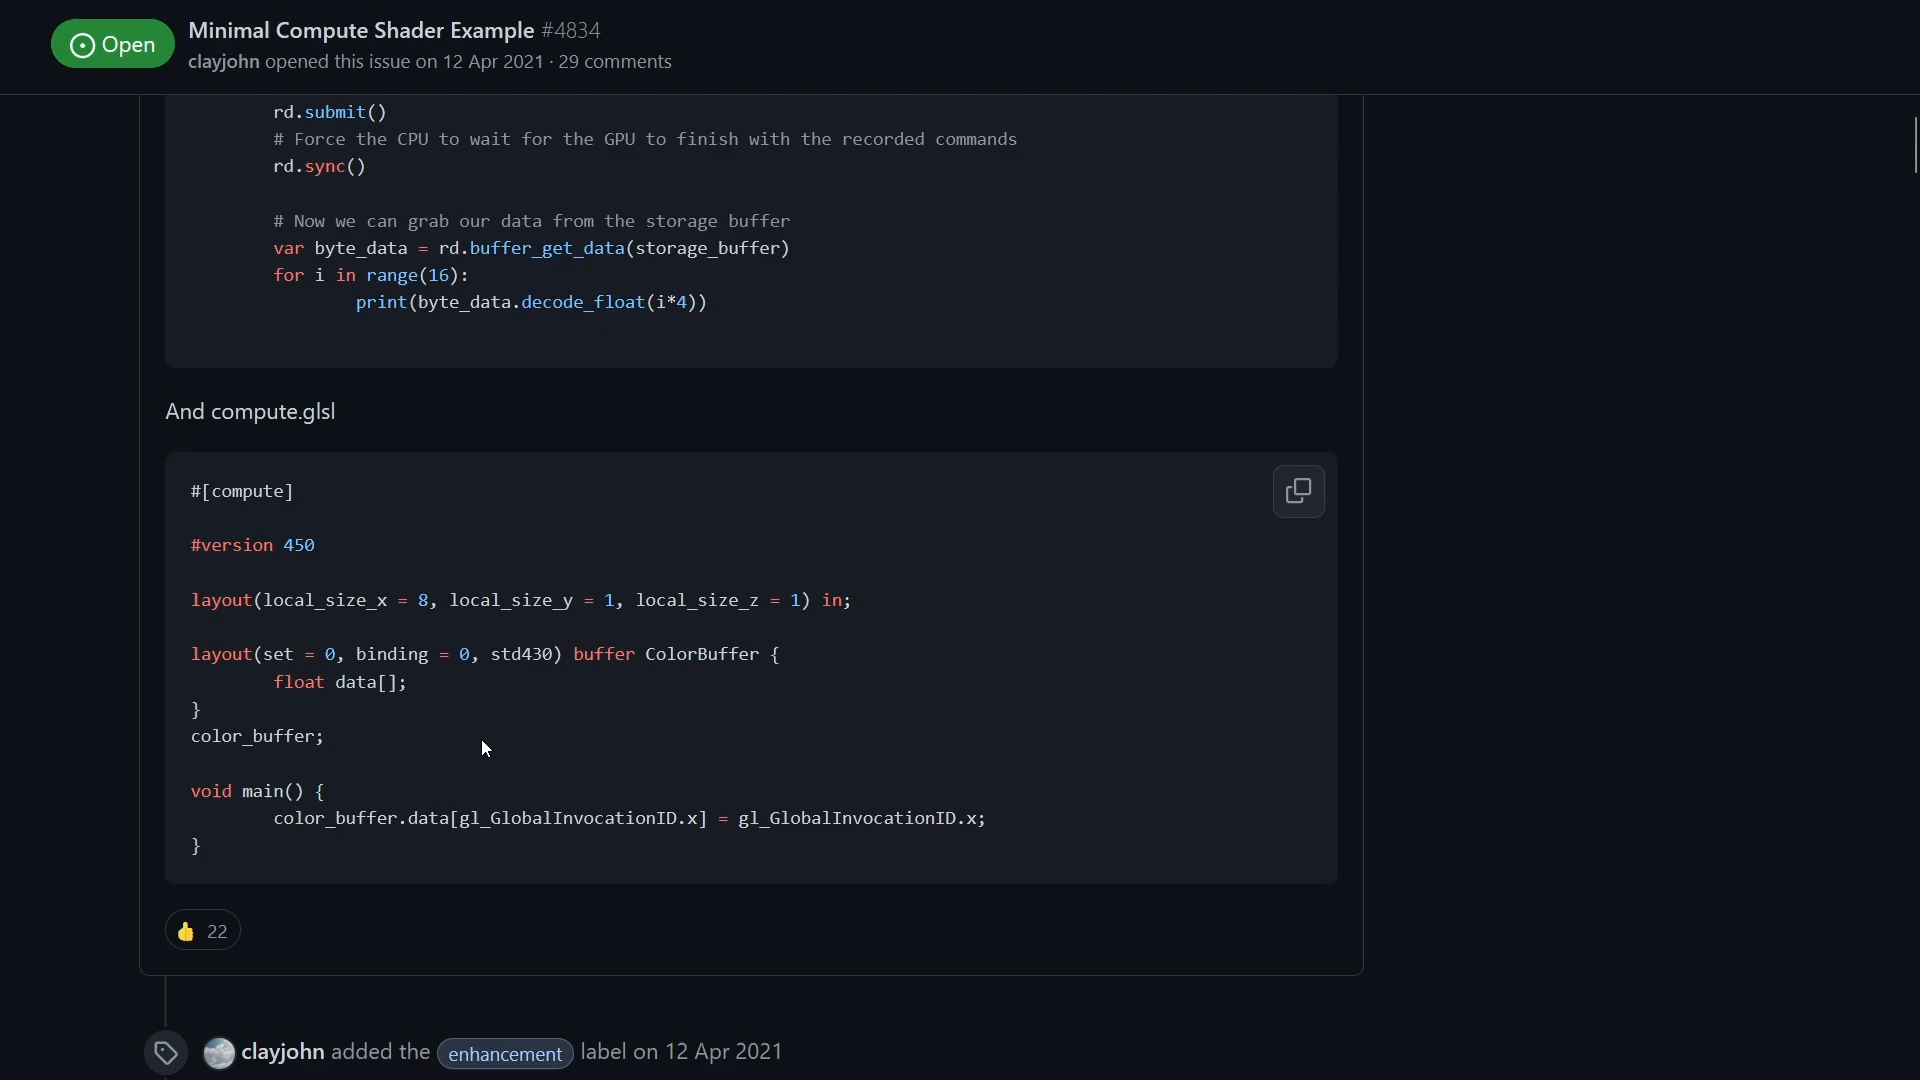 Open
Minimal Compute Shader Example #4834
clayjohn opened this issue on 12 Apr 2021 · 29 comments
rd.submit()
# Force the CPU to wait for the GPU to finish with the recorded commands
rd.sync()
# Now we can grab our data from the storage buffer
var byte_data = rd.buffer_get_data(storage_buffer)
for i in range(16):
print(byte_data.decode_float(i*4))
And compute.glsl
#[compute]
#version 450
layout(local_size_x = 8, local_size_y = 1, local_size_z = 1) in;
layout(set = 0, binding = 0, std430) buffer ColorBuffer {
float data[];
}
color_buffer;
void main() {
color_buffer.data[gl_GlobalInvocationID.x] = gl_GlobalInvocationID.x;
}
👍 22
clayjohn added the enhancement label on 12 Apr 2021